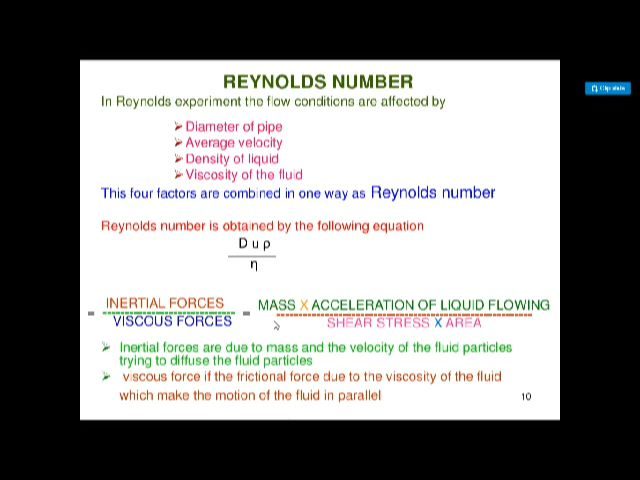 REYNOLDS NUMBER
In Reynolds experiment the flow conditions are affected by
➢ Diameter of pipe
➢ Average velocity
➢ Density of liquid
➢ Viscosity of the fluid
This four factors are combined in one way as Reynolds number
Reynolds number is obtained by the following equation
D u ρ
η
= INERTIAL FORCES = MASS X ACCELERATION OF LIQUID FLOWING
VISCOUS FORCES SHEAR STRESS X AREA
➢ Inertial forces are due to mass and the velocity of the fluid particles
trying to diffuse the fluid particles
➢ viscous force if the frictional force due to the viscosity of the fluid
which make the motion of the fluid in parallel
10